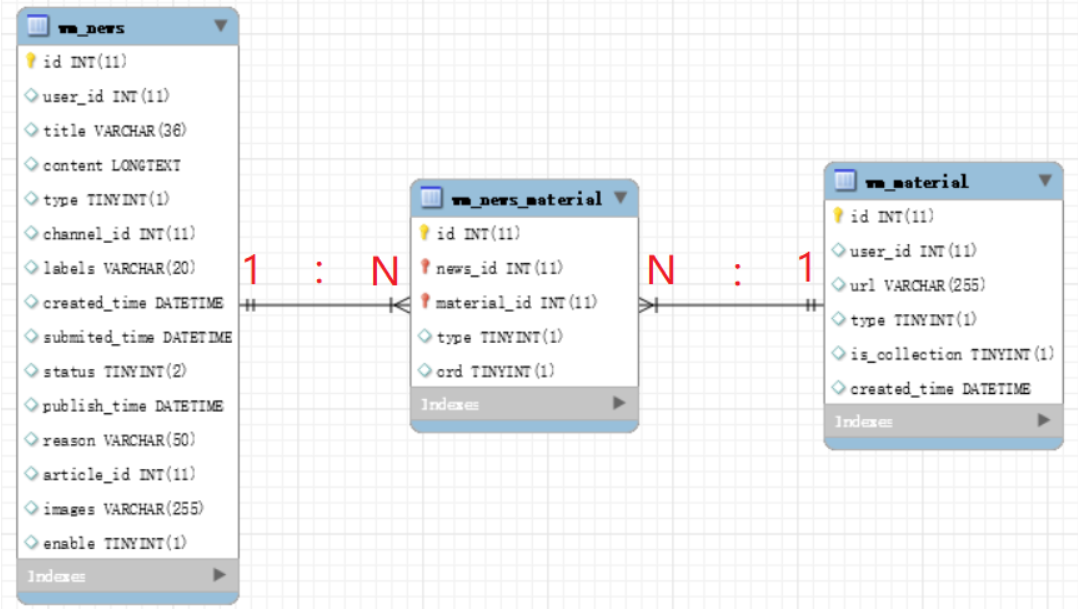 wm_news
id INT(11)
user_id INT(11)
title VARCHAR(36)
content LONGTEXT
type TINYINT(1)
channel_id INT(11)
labels VARCHAR(20)
created_time DATETIME
submited_time DATETIME
status TINYINT(2)
publish_time DATETIME
reason VARCHAR(50)
article_id INT(11)
images VARCHAR(255)
enable TINYINT(1)
Indexes
1 : N
wm_news_material
id INT(11)
news_id INT(11)
material_id INT(11)
type TINYINT(1)
ord TINYINT(1)
Indexes
N : 1
wm_material
id INT(11)
user_id INT(11)
url VARCHAR(255)
type TINYINT(1)
is_collection TINYINT(1)
created_time DATETIME
Indexes